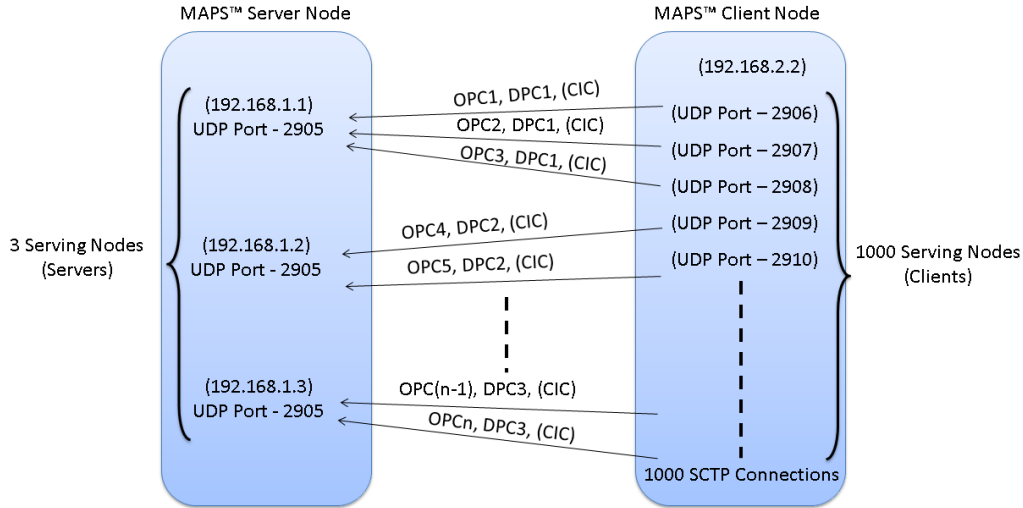 MAPS™ Server Node
MAPS™ Client Node
(192.168.2.2)
(192.168.1.1)
UDP Port - 2905
OPC1, DPC1, (CIC)
(UDP Port – 2906)
OPC2, DPC1, (CIC)
(UDP Port – 2907)
OPC3, DPC1, (CIC)
(UDP Port – 2908)
3 Serving Nodes
(Servers)
(192.168.1.2)
UDP Port - 2905
OPC4, DPC2, (CIC)
(UDP Port – 2909)
OPC5, DPC2, (CIC)
(UDP Port – 2910)
1000 Serving Nodes
(Clients)
(192.168.1.3)
UDP Port - 2905
OPC(n-1), DPC3, (CIC)
OPCn, DPC3, (CIC)
1000 SCTP Connections